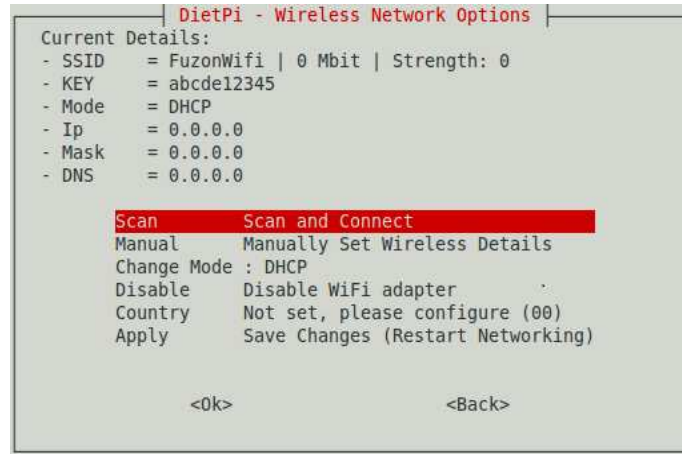 DietPi - Wireless Network Options
Current Details:
- SSID = FuzonWifi | 0 Mbit | Strength: 0
- KEY = abcde12345
- Mode = DHCP
- Ip = 0.0.0.0
- Mask = 0.0.0.0
- DNS = 0.0.0.0
Scan Scan and Connect
Manual Manually Set Wireless Details
Change Mode : DHCP
Disable Disable WiFi adapter
Country Not set, please configure (00)
Apply Save Changes (Restart Networking)
<Ok> <Back>